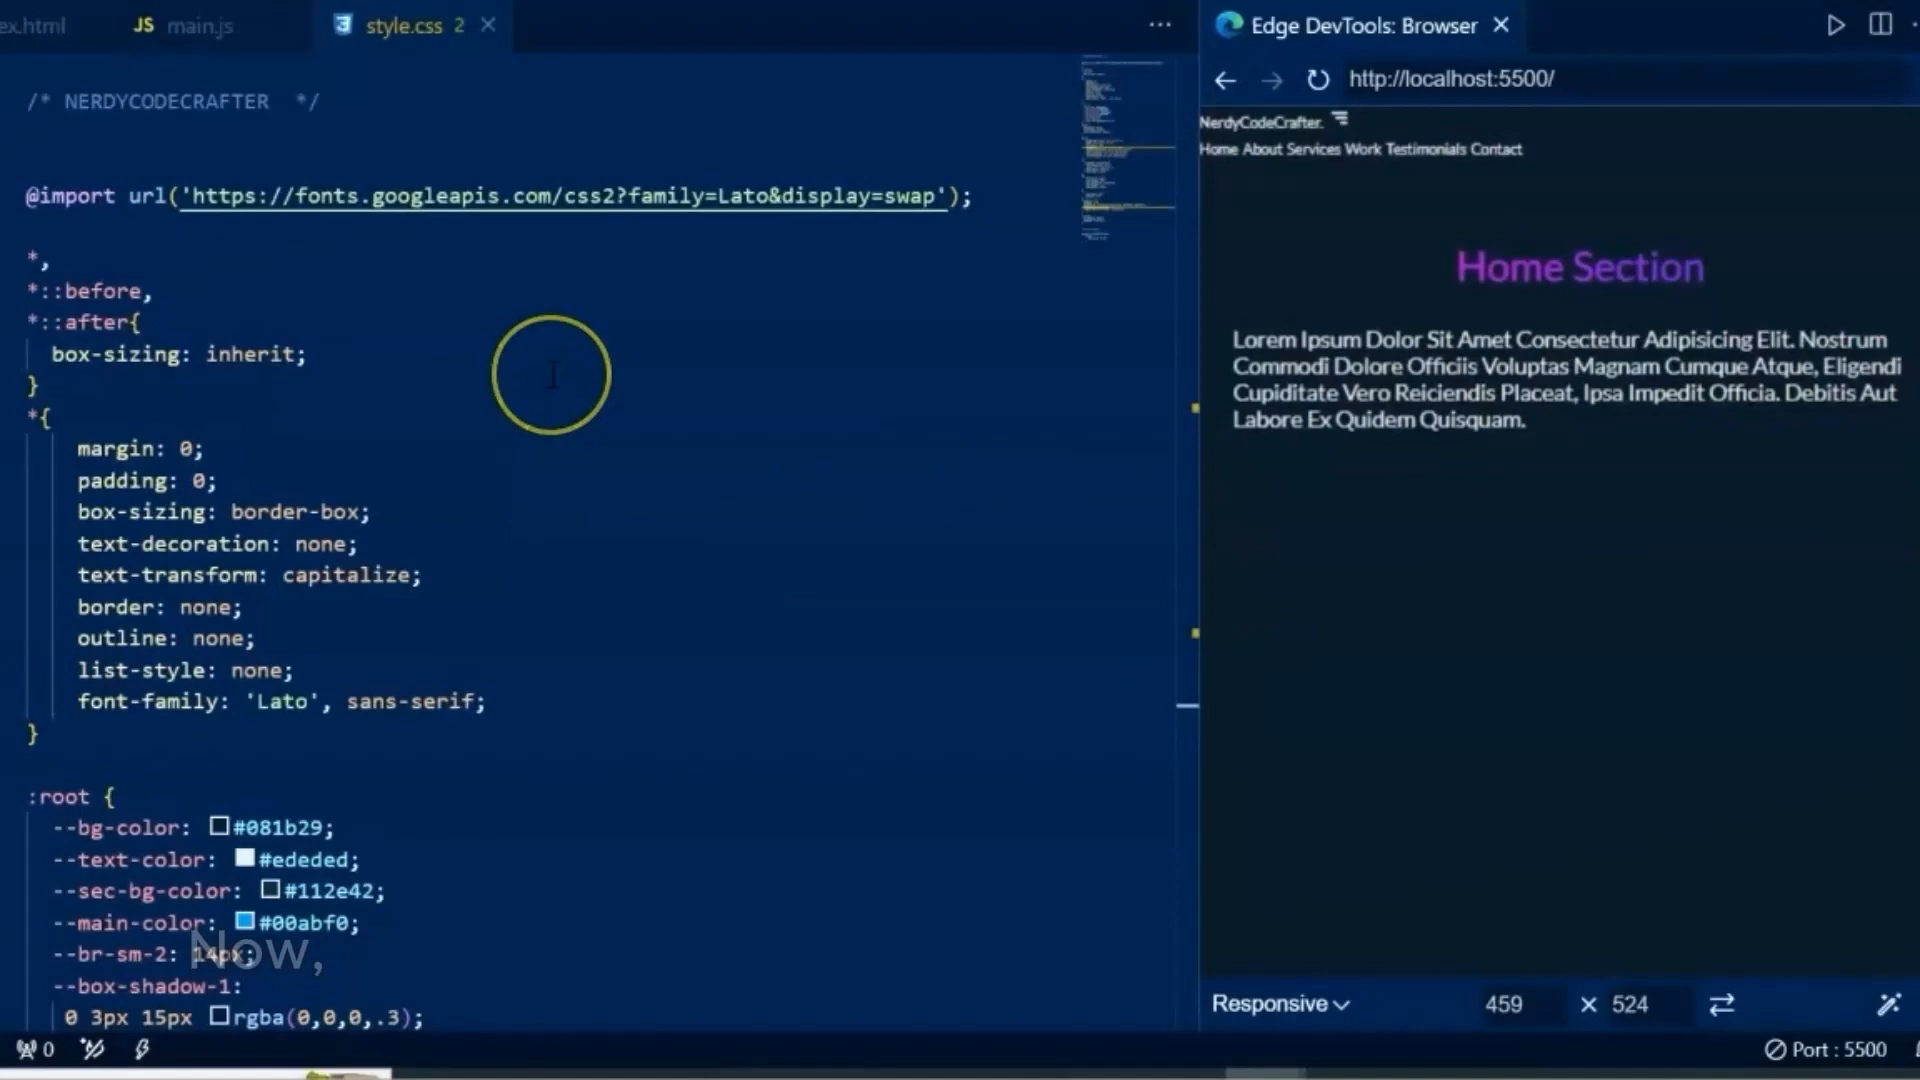 ex.html JS main.js style.css 2
/* NERDYCODECRAFTER */
@import url('https://fonts.googleapis.com/css2?family=Lato&display=swap');
*,
*::before,
*::after{
box-sizing: inherit;
}
*{
margin: 0;
padding: 0;
box-sizing: border-box;
text-decoration: none;
text-transform: capitalize;
border: none;
outline: none;
list-style: none;
font-family: 'Lato', sans-serif;
}
:root {
--bg-color: #081b29;
--text-color: #ededed;
--sec-bg-color: #112e42;
--main-color: #00abf0;
--br-sm-2: 14px;
Now,
--box-shadow-1:
0 3px 15px rgba(0,0,0,.3);
0
Edge DevTools: Browser
http://localhost:5500/
NerdyCodeCrafter.
Home About Services Work Testimonials Contact
Home Section
Lorem Ipsum Dolor Sit Amet Consectetur Adipisicing Elit. Nostrum
Commodi Dolore Officiis Voluptas Magnam Cumque Atque, Eligendi
Cupiditate Vero Reiciendis Placeat, Ipsa Impedit Officia. Debitis Aut
Labore Ex Quidem Quisquam.
Responsive 459 × 524
Port : 5500